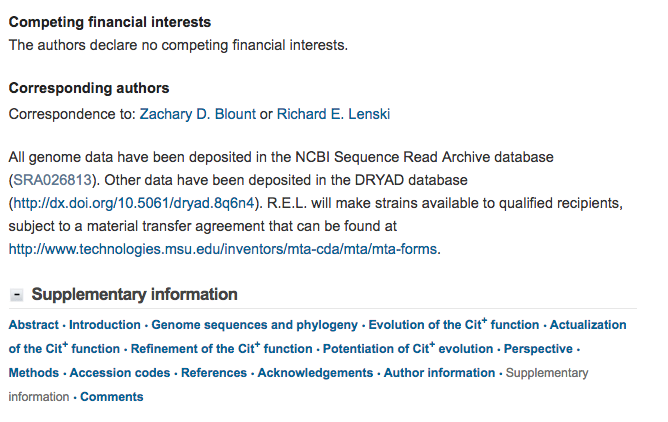 Competing financial interests
The authors declare no competing financial interests.
Corresponding authors
Correspondence to: Zachary D. Blount or Richard E. Lenski
All genome data have been deposited in the NCBI Sequence Read Archive database
(SRA026813). Other data have been deposited in the DRYAD database
(http://dx.doi.org/10.5061/dryad.8q6n4). R.E.L. will make strains available to qualified recipients,
subject to a material transfer agreement that can be found at
http://www.technologies.msu.edu/inventors/mta-cda/mta/mta-forms.
- Supplementary information
Abstract · Introduction · Genome sequences and phylogeny · Evolution of the Cit⁺ function · Actualization
of the Cit⁺ function · Refinement of the Cit⁺ function · Potentiation of Cit⁺ evolution · Perspective ·
Methods · Accession codes · References · Acknowledgements · Author information · Supplementary
information · Comments